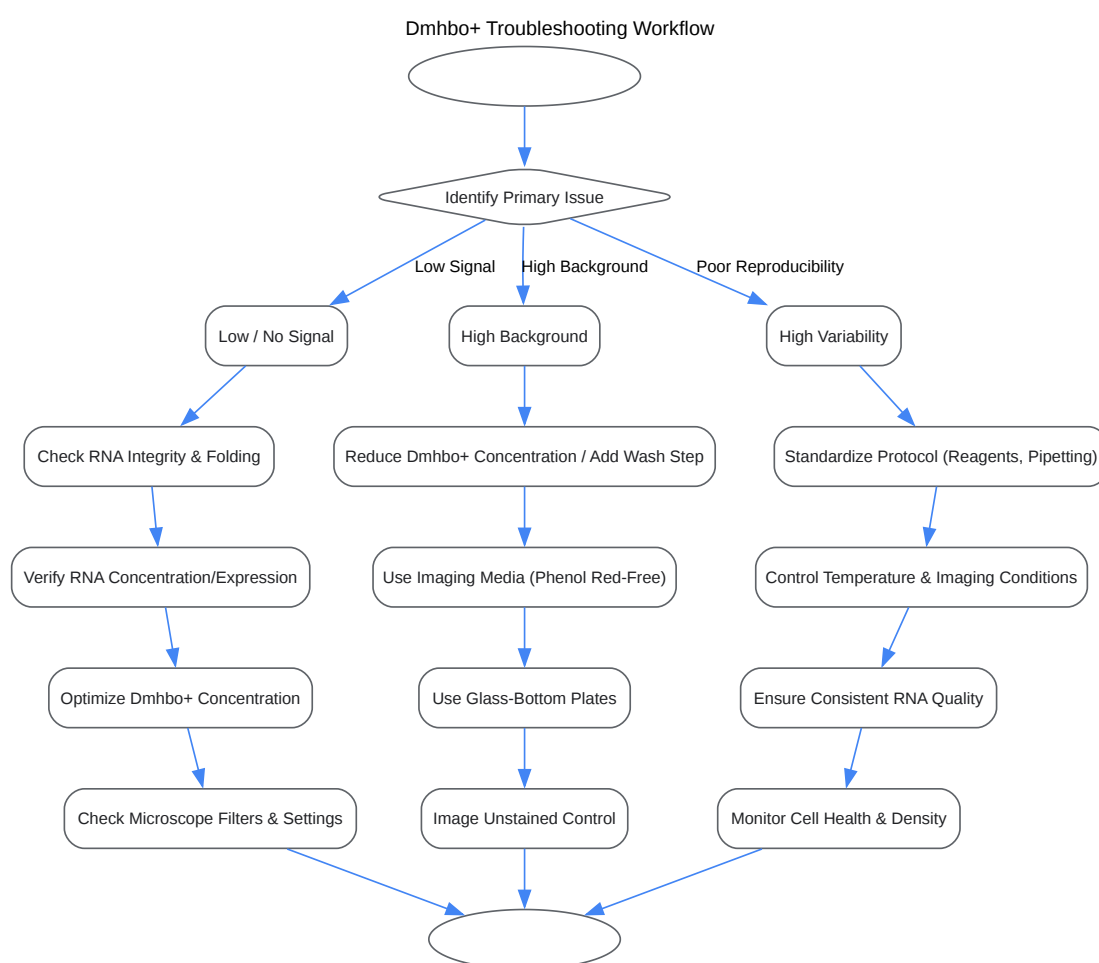 Dmhbo+ Troubleshooting Workflow
Identify Primary Issue
Low Signal
High Background
Poor Reproducibility
Low / No Signal
High Background
High Variability
Check RNA Integrity & Folding
Reduce Dmhbo+ Concentration / Add Wash Step
Standardize Protocol (Reagents, Pipetting)
Verify RNA Concentration/Expression
Use Imaging Media (Phenol Red-Free)
Control Temperature & Imaging Conditions
Optimize Dmhbo+ Concentration
Use Glass-Bottom Plates
Ensure Consistent RNA Quality
Check Microscope Filters & Settings
Image Unstained Control
Monitor Cell Health & Density